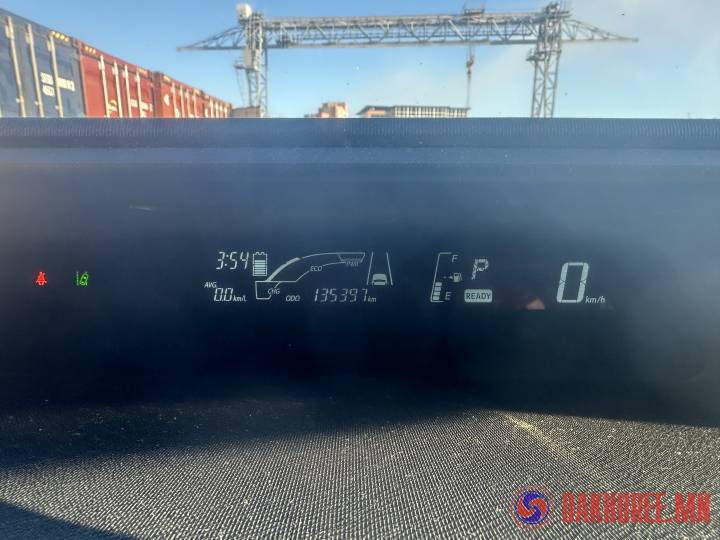 3:54
F
PWR
ECO
P
0
AVG
0.0 km/L
CHG
ODO
135397 km
E
READY
km/h
DAKHUREE.MN